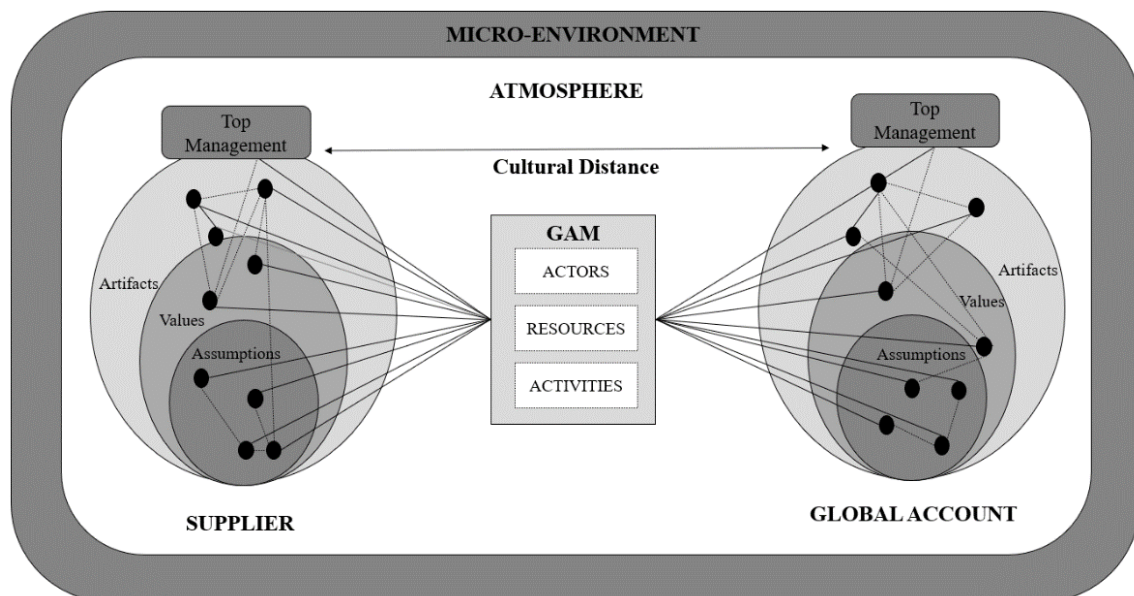 MICRO-ENVIRONMENT
ATMOSPHERE
Top
Management
Top
Management
Cultural Distance
GAM
ACTORS
RESOURCES
ACTIVITIES
Artifacts
Values
Assumptions
Artifacts
Values
Assumptions
SUPPLIER
GLOBAL ACCOUNT